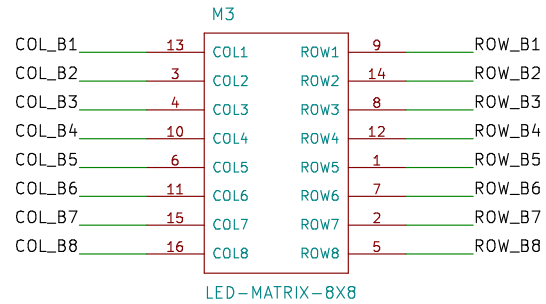 M3
COL_B1 13 COL1 ROW1 9 ROW_B1
COL_B2 3 COL2 ROW2 14 ROW_B2
COL_B3 4 COL3 ROW3 8 ROW_B3
COL_B4 10 COL4 ROW4 12 ROW_B4
COL_B5 6 COL5 ROW5 1 ROW_B5
COL_B6 11 COL6 ROW6 7 ROW_B6
COL_B7 15 COL7 ROW7 2 ROW_B7
COL_B8 16 COL8 ROW8 5 ROW_B8
LED-MATRIX-8X8